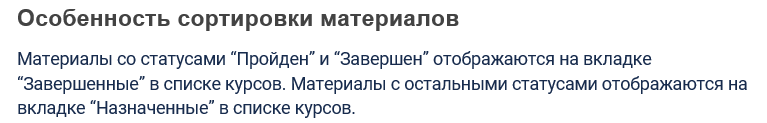 Особенность сортировки материалов
Материалы со статусами “Пройден” и “Завершен” отображаются на вкладке
“Завершенные” в списке курсов. Материалы с остальными статусами отображаются на
вкладке “Назначенные” в списке курсов.